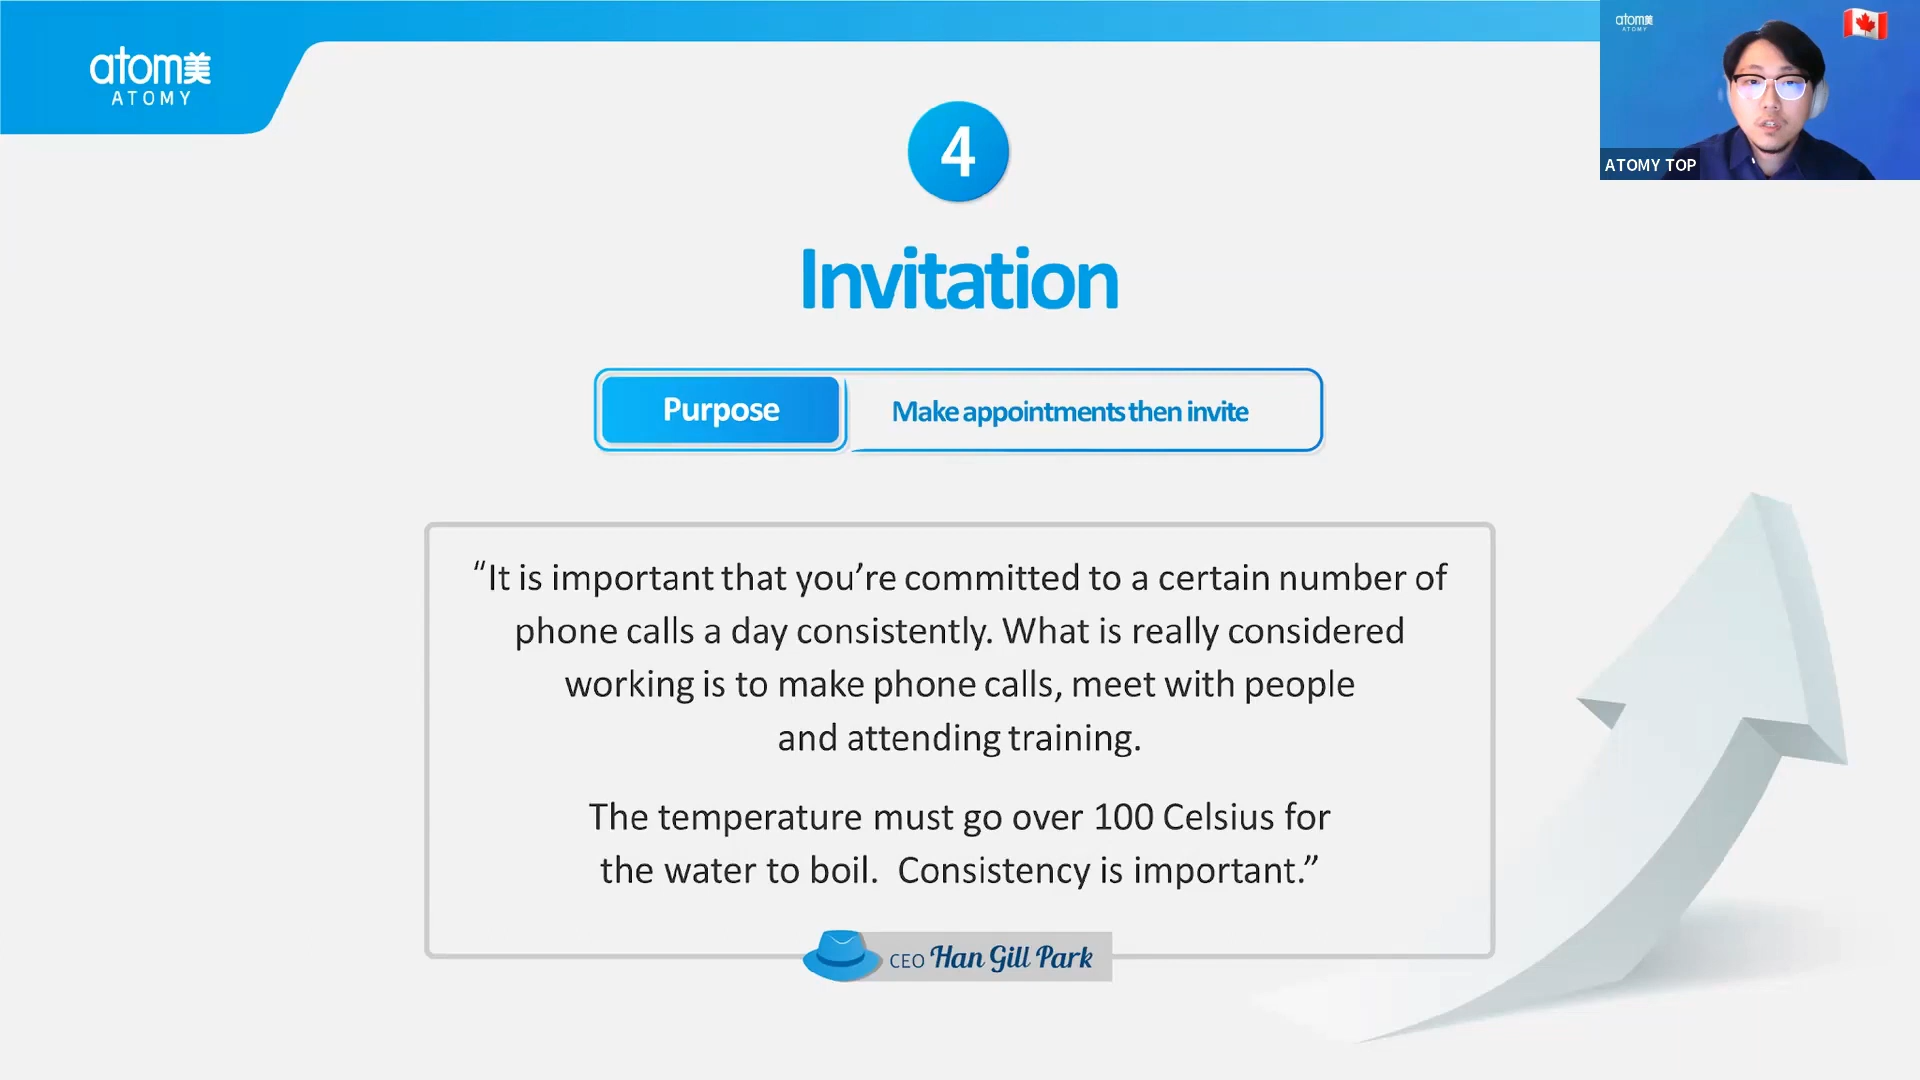 atom美
ATOMY
atom美
ATOMY
ATOMY TOP
4
Invitation
Purpose
Make appointments then invite
“It is important that you’re committed to a certain number of
phone calls a day consistently. What is really considered
working is to make phone calls, meet with people
and attending training.
The temperature must go over 100 Celsius for
the water to boil.  Consistency is important.”
CEO Han Gill Park